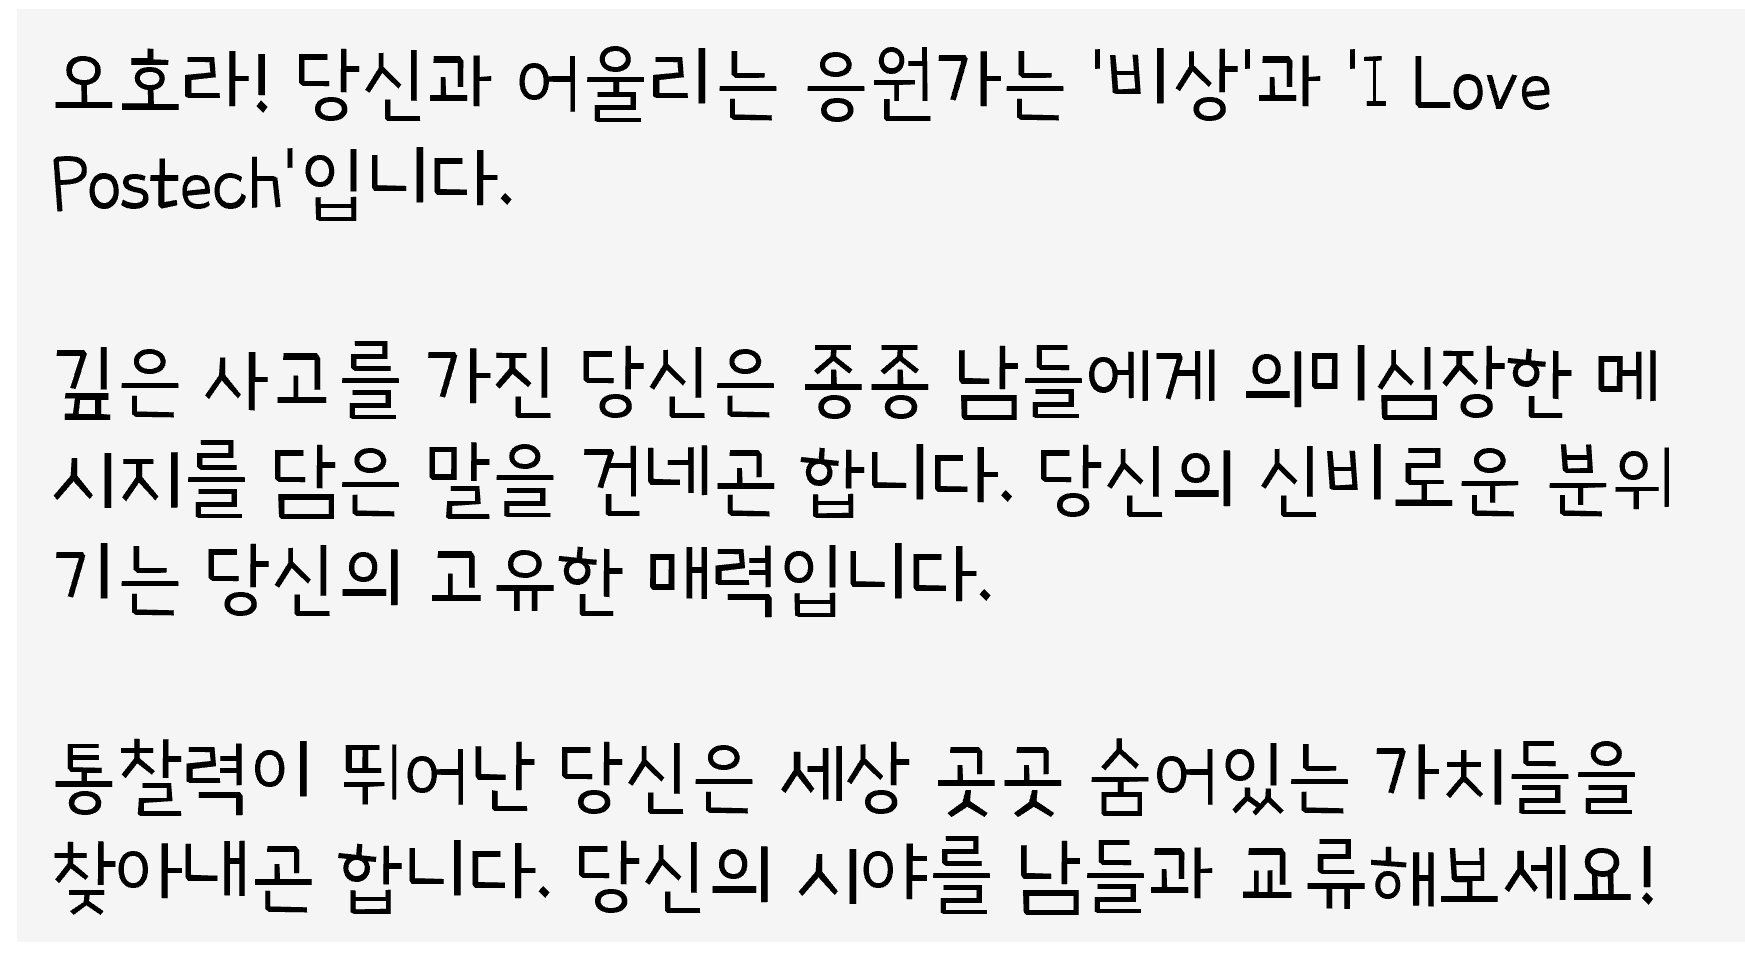 오호라! 당신과 어울리는 응원가는 '비상'과 'I Love
Postech'입니다.
깊은 사고를 가진 당신은 종종 남들에게 의미심장한 메
시지를 담은 말을 건네곤 합니다. 당신의 신비로운 분위
기는 당신의 고유한 매력입니다.
통찰력이 뛰어난 당신은 세상 곳곳 숨어있는 가치들을
찾아내곤 합니다. 당신의 시야를 남들과 교류해보세요!